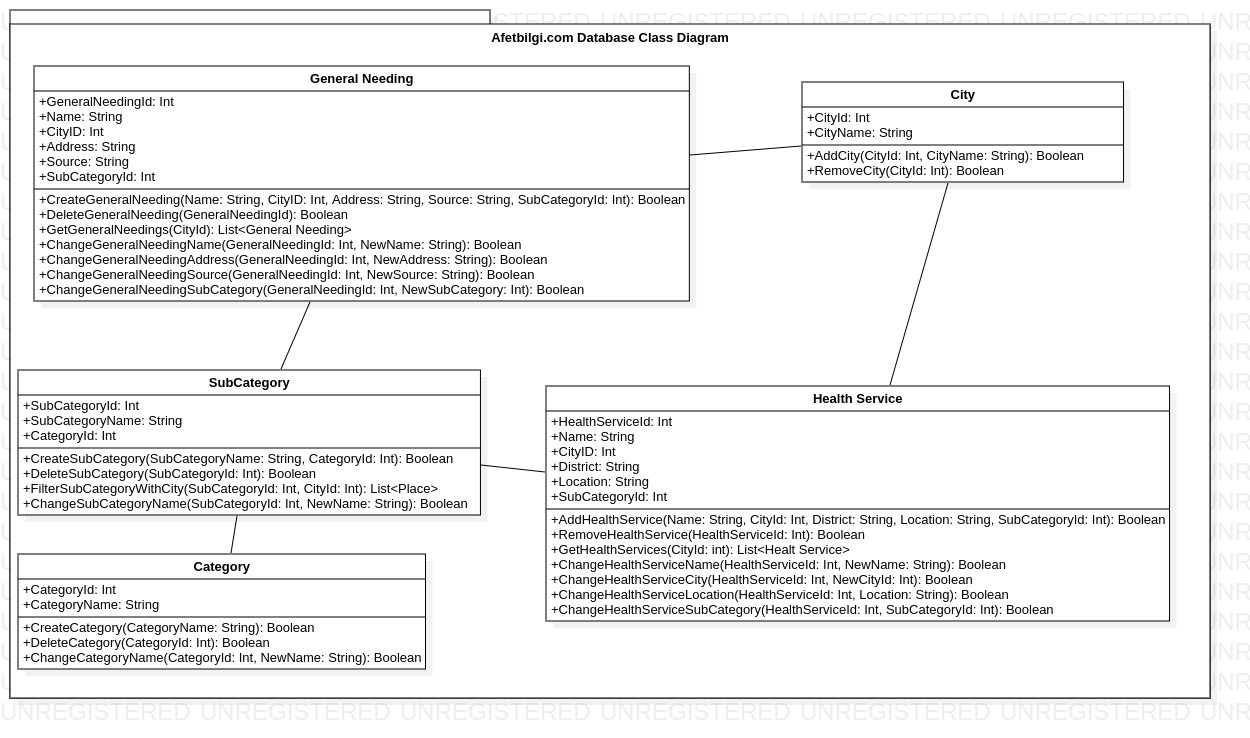 Afetbilgi.com Database Class Diagram
General Needing
+GeneralNeedingId: Int
+Name: String
+CityID: Int
+Address: String
+Source: String
+SubCategoryId: Int
+CreateGeneralNeeding(Name: String, CityID: Int, Address: String, Source: String, SubCategoryId: Int): Boolean
+DeleteGeneralNeeding(GeneralNeedingId): Boolean
+GetGeneralNeedings(CityId): List<General Needing>
+ChangeGeneralNeedingName(GeneralNeedingId: Int, NewName: String): Boolean
+ChangeGeneralNeedingAddress(GeneralNeedingId: Int, NewAddress: String): Boolean
+ChangeGeneralNeedingSource(GeneralNeedingId: Int, NewSource: String): Boolean
+ChangeGeneralNeedingSubCategory(GeneralNeedingId: Int, NewSubCategory: Int): Boolean
City
+CityId: Int
+CityName: String
+AddCity(CityId: Int, CityName: String): Boolean
+RemoveCity(CityId: Int): Boolean
SubCategory
+SubCategoryId: Int
+SubCategoryName: String
+CategoryId: Int
+CreateSubCategory(SubCategoryName: String, CategoryId: Int): Boolean
+DeleteSubCategory(SubCategoryId: Int): Boolean
+FilterSubCategoryWithCity(SubCategoryId: Int, CityId: Int): List<Place>
+ChangeSubCategoryName(SubCategoryId: Int, NewName: String): Boolean
Health Service
+HealthServiceId: Int
+Name: String
+CityID: Int
+District: String
+Location: String
+SubCategoryId: Int
+AddHealthService(Name: String, CityId: Int, District: String, Location: String, SubCategoryId: Int): Boolean
+RemoveHealthService(HealthServiceId: Int): Boolean
+GetHealthServices(CityId: int): List<Healt Service>
+ChangeHealthServiceName(HealthServiceId: Int, NewName: String): Boolean
+ChangeHealthServiceCity(HealthServiceId: Int, NewCityId: Int): Boolean
+ChangeHealthServiceLocation(HealthServiceId: Int, Location: String): Boolean
+ChangeHealthServiceSubCategory(HealthServiceId: Int, SubCategoryId: Int): Boolean
Category
+CategoryId: Int
+CategoryName: String
+CreateCategory(CategoryName: String): Boolean
+DeleteCategory(CategoryId: Int): Boolean
+ChangeCategoryName(CategoryId: Int, NewName: String): Boolean
UNREGISTERED UNREGISTERED UNREGISTERED UNREGISTERED UNREGISTERED UNREGISTERED UNR